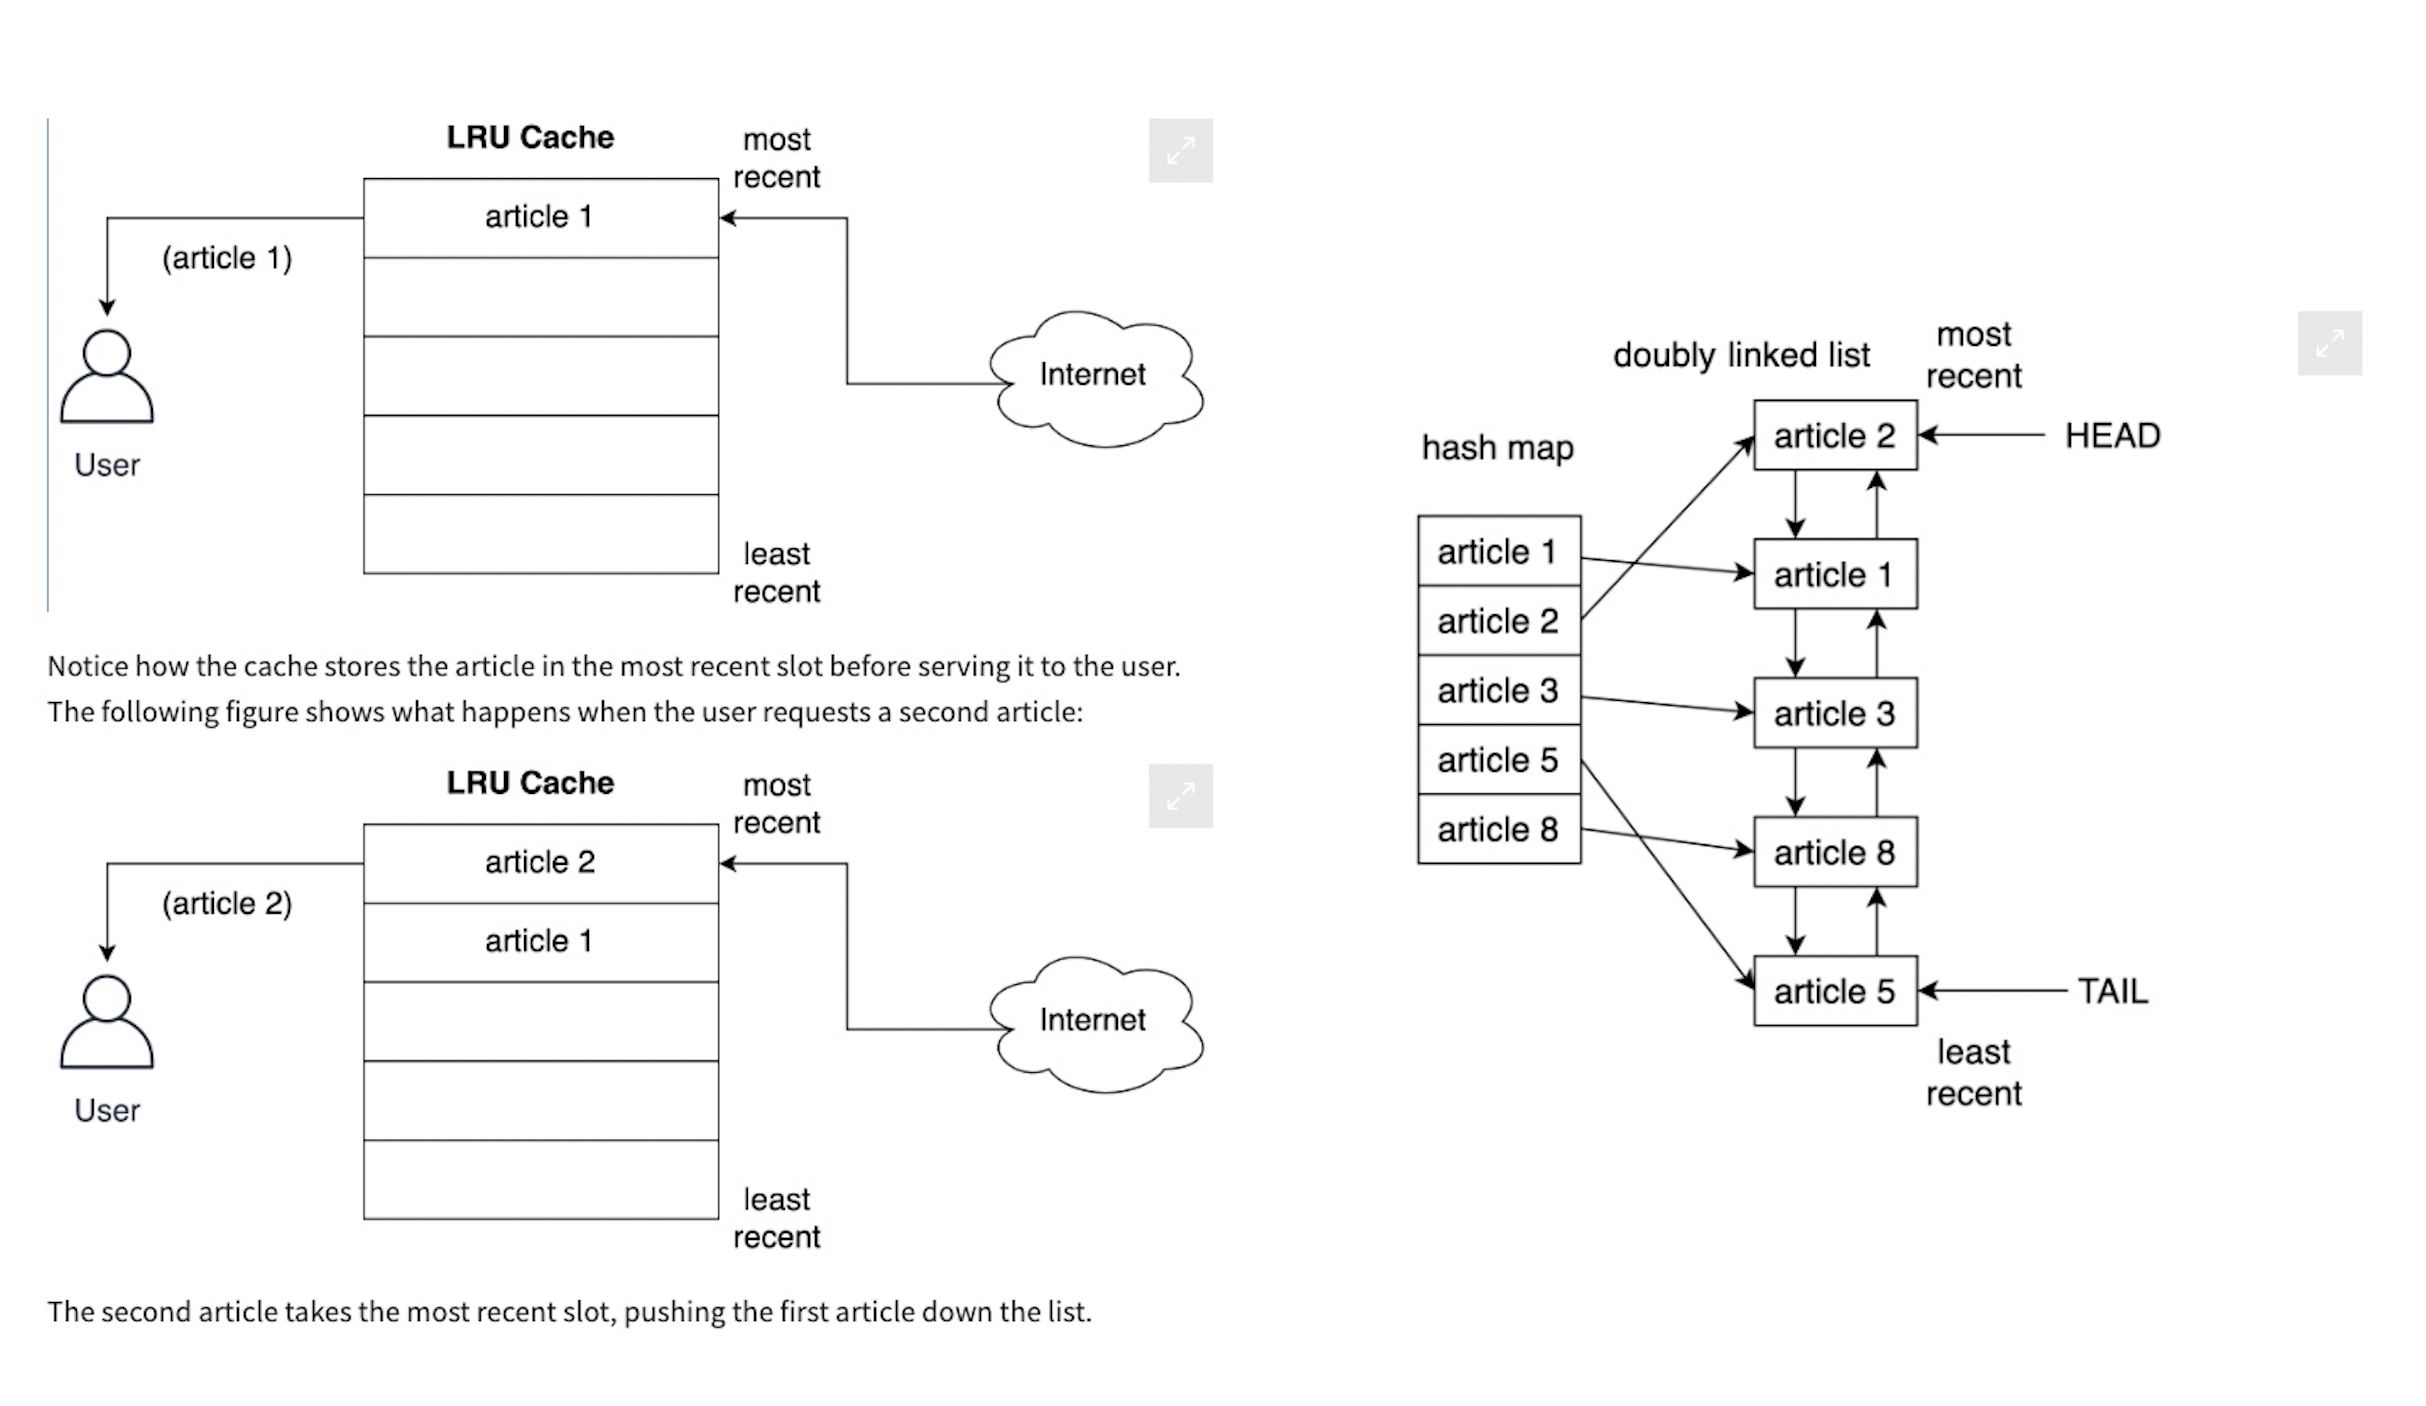 LRU Cache
most
recent
article 1
(article 1)
Internet
User
least
recent
Notice how the cache stores the article in the most recent slot before serving it to the user.
The following figure shows what happens when the user requests a second article:
LRU Cache
most
recent
article 2
(article 2)
article 1
Internet
User
least
recent
The second article takes the most recent slot, pushing the first article down the list.
doubly linked list
most
recent
hash map
article 2
HEAD
article 1
article 1
article 2
article 3
article 3
article 5
article 8
article 8
article 5
TAIL
least
recent